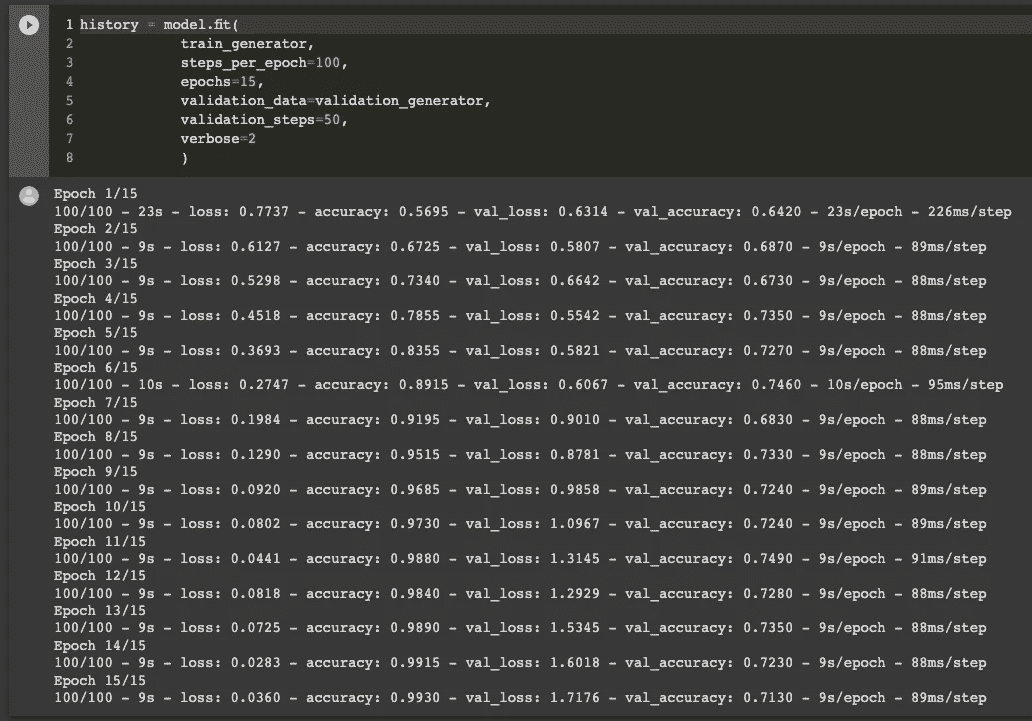 1 history = model.fit(
2 train_generator,
3 steps_per_epoch=100,
4 epochs=15,
5 validation_data=validation_generator,
6 validation_steps=50,
7 verbose=2
8 )
Epoch 1/15
100/100 - 23s - loss: 0.7737 - accuracy: 0.5695 - val_loss: 0.6314 - val_accuracy: 0.6420 - 23s/epoch - 226ms/step
Epoch 2/15
100/100 - 9s - loss: 0.6127 - accuracy: 0.6725 - val_loss: 0.5807 - val_accuracy: 0.6870 - 9s/epoch - 89ms/step
Epoch 3/15
100/100 - 9s - loss: 0.5298 - accuracy: 0.7340 - val_loss: 0.6642 - val_accuracy: 0.6730 - 9s/epoch - 88ms/step
Epoch 4/15
100/100 - 9s - loss: 0.4518 - accuracy: 0.7855 - val_loss: 0.5542 - val_accuracy: 0.7350 - 9s/epoch - 88ms/step
Epoch 5/15
100/100 - 9s - loss: 0.3693 - accuracy: 0.8355 - val_loss: 0.5821 - val_accuracy: 0.7270 - 9s/epoch - 88ms/step
Epoch 6/15
100/100 - 10s - loss: 0.2747 - accuracy: 0.8915 - val_loss: 0.6067 - val_accuracy: 0.7460 - 10s/epoch - 95ms/step
Epoch 7/15
100/100 - 9s - loss: 0.1984 - accuracy: 0.9195 - val_loss: 0.9010 - val_accuracy: 0.6830 - 9s/epoch - 88ms/step
Epoch 8/15
100/100 - 9s - loss: 0.1290 - accuracy: 0.9515 - val_loss: 0.8781 - val_accuracy: 0.7330 - 9s/epoch - 88ms/step
Epoch 9/15
100/100 - 9s - loss: 0.0920 - accuracy: 0.9685 - val_loss: 0.9858 - val_accuracy: 0.7240 - 9s/epoch - 89ms/step
Epoch 10/15
100/100 - 9s - loss: 0.0802 - accuracy: 0.9730 - val_loss: 1.0967 - val_accuracy: 0.7240 - 9s/epoch - 89ms/step
Epoch 11/15
100/100 - 9s - loss: 0.0441 - accuracy: 0.9880 - val_loss: 1.3145 - val_accuracy: 0.7490 - 9s/epoch - 91ms/step
Epoch 12/15
100/100 - 9s - loss: 0.0818 - accuracy: 0.9840 - val_loss: 1.2929 - val_accuracy: 0.7280 - 9s/epoch - 88ms/step
Epoch 13/15
100/100 - 9s - loss: 0.0725 - accuracy: 0.9890 - val_loss: 1.5345 - val_accuracy: 0.7350 - 9s/epoch - 88ms/step
Epoch 14/15
100/100 - 9s - loss: 0.0283 - accuracy: 0.9915 - val_loss: 1.6018 - val_accuracy: 0.7230 - 9s/epoch - 88ms/step
Epoch 15/15
100/100 - 9s - loss: 0.0360 - accuracy: 0.9930 - val_loss: 1.7176 - val_accuracy: 0.7130 - 9s/epoch - 89ms/step